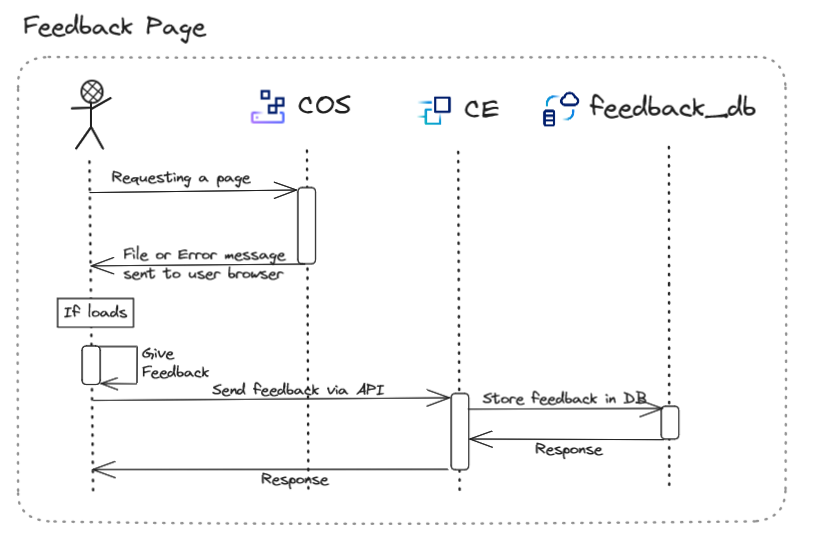 Feedback Page
COS
CE
feedback_db
Requesting a page
File or Error message
sent to user browser
If loads
Give
Feedback
Send feedback via API
Store feedback in DB
Response
Response